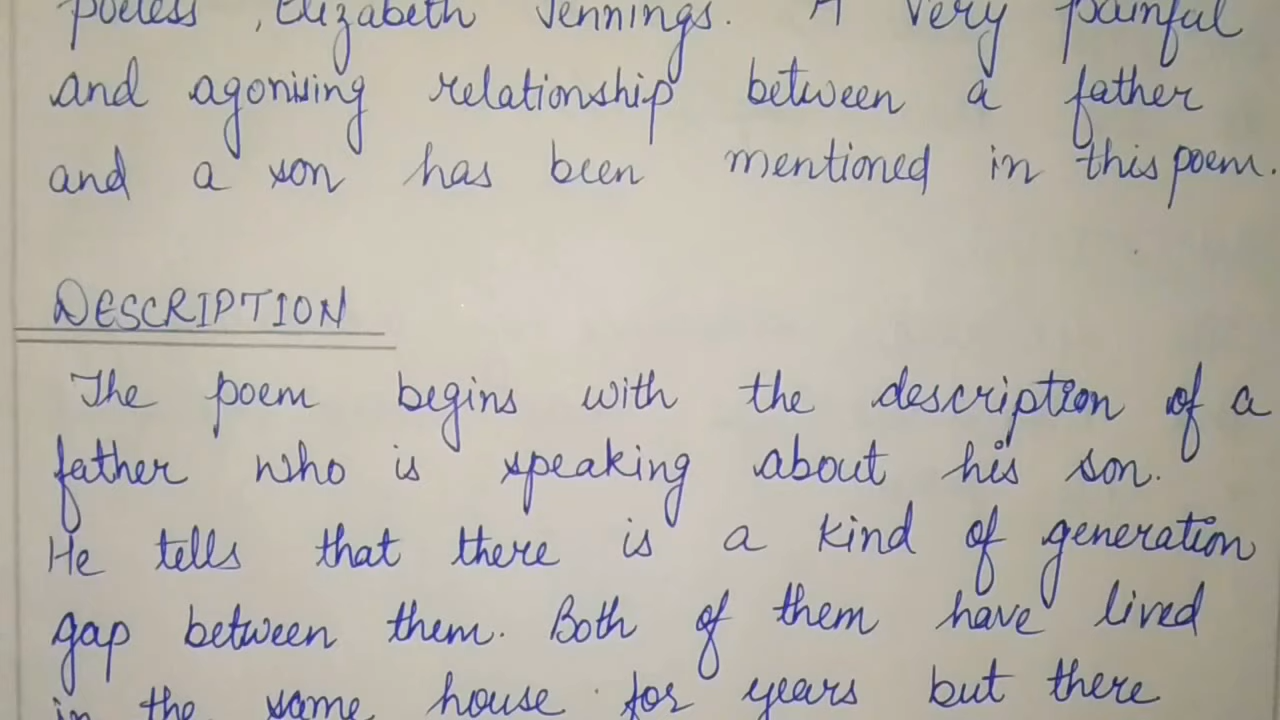 poetess , Elizabeth Jennings. A very painful
and agonising relationship between a father
and a son has been mentioned in this poem.
DESCRIPTION
The poem begins with the description of a
father who is speaking about his son.
He tells that there is a kind of generation
gap between them. Both of them have lived
in the same house for years but there